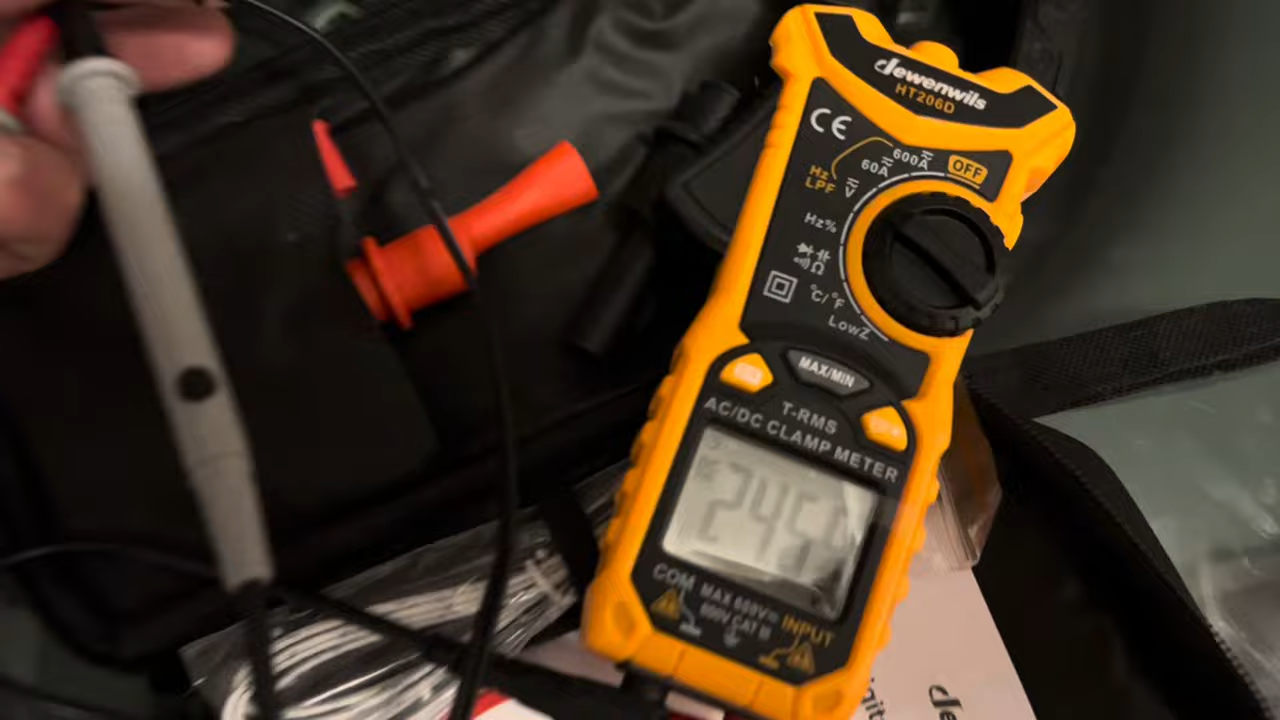 Jewenwils
HT206D
CE
OFF
600A
60A
Hz
LPF
V
Hz%
Ω
°C/°F
LowZ
MAX/MIN
T-RMS
AC/DC CLAMP METER
245
COM
MAX 600V
600V CAT III
INPUT